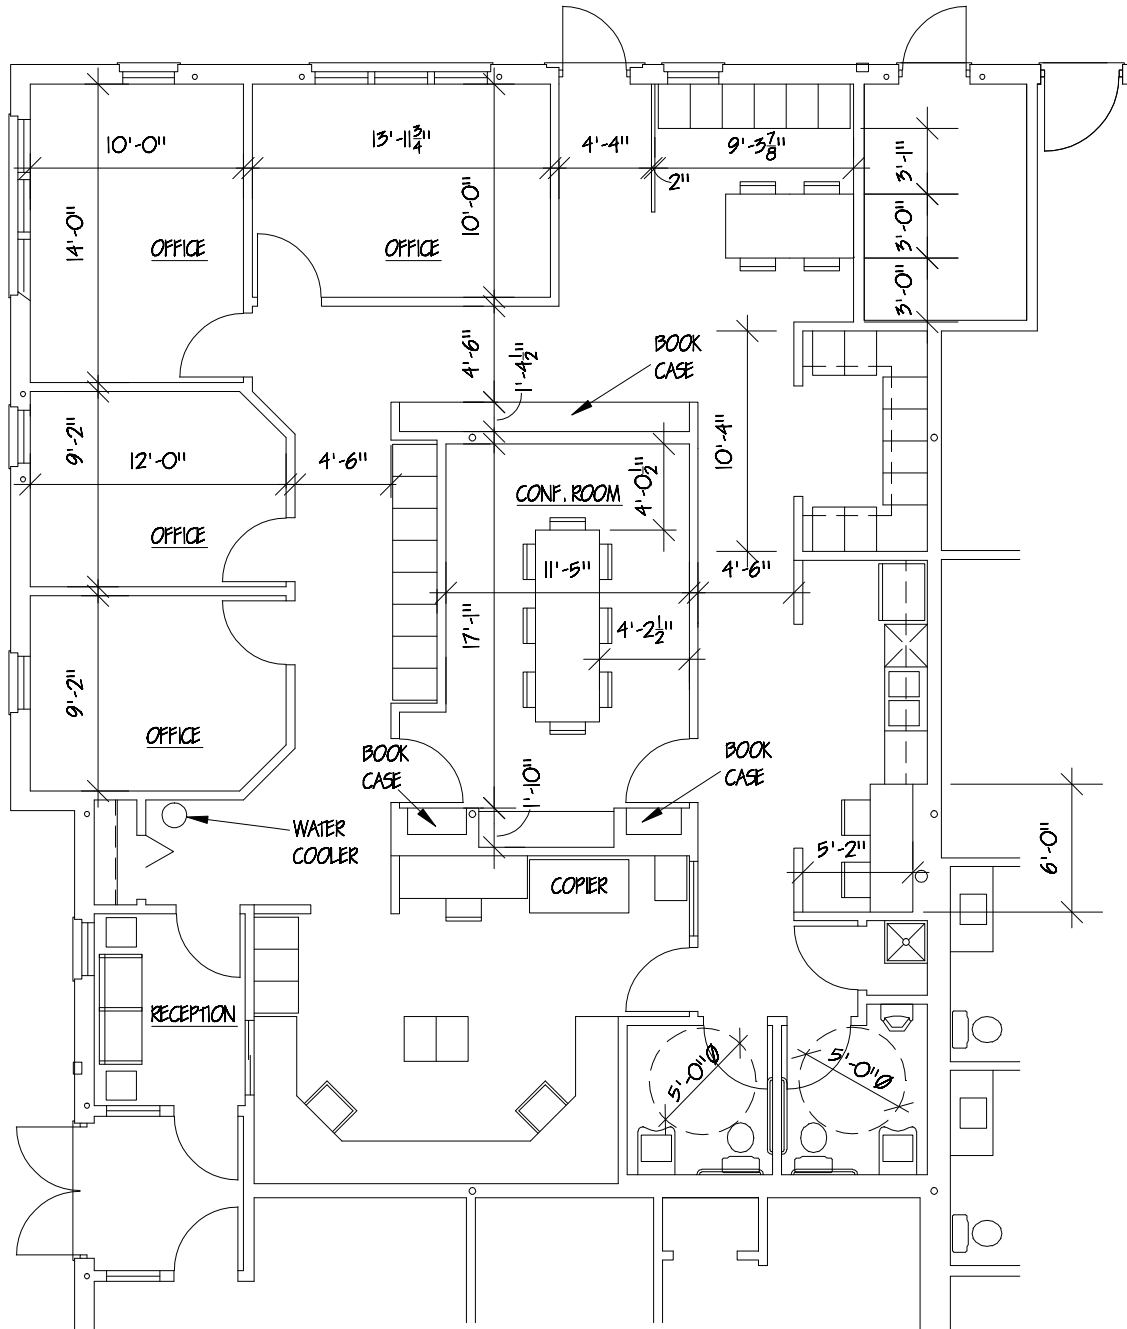 10'-0"
13'-11 3/4"
4'-4"
9'-3 7/8"
2"
3'-1"
14'-0"
10'-0"
OFFICE
OFFICE
3'-0"
3'-0"
4'-6"
1'-4 1/2"
BOOK
CASE
9'-2"
12'-0"
4'-6"
10'-4"
4'-0 1/2"
CONF. ROOM
OFFICE
11'-5"
4'-6"
17'-1"
4'-2 1/2"
9'-2"
OFFICE
BOOK
CASE
1'-10"
BOOK
CASE
WATER
COOLER
5'-2"
6'-0"
COPIER
RECEPTION
5'-0"Ø
5'-0"Ø